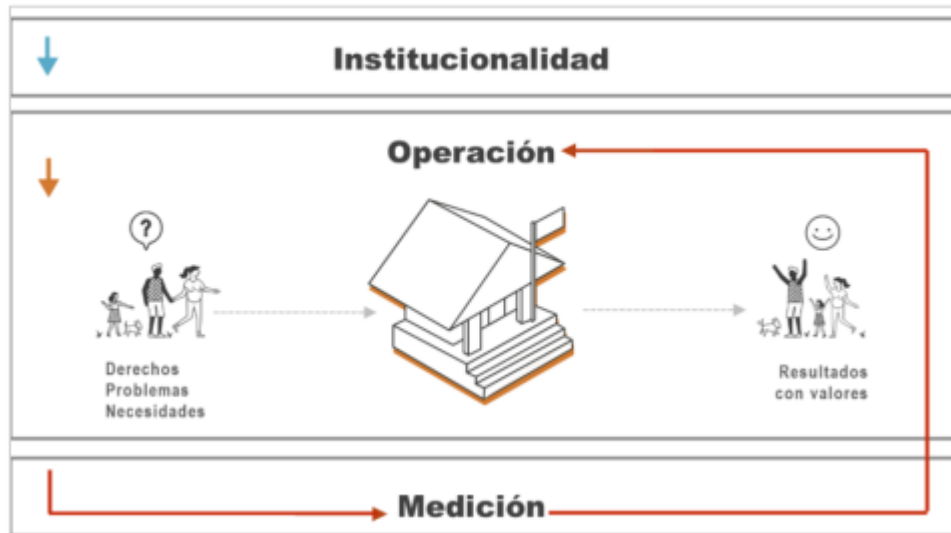 Institucionalidad
Operación
?
Derechos
Problemas
Necesidades
Resultados
con valores
Medición